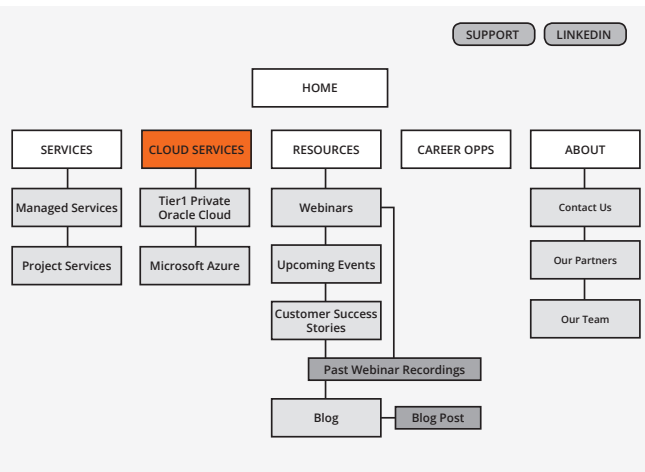 SUPPORT
LINKEDIN
HOME
SERVICES
CLOUD SERVICES
RESOURCES
CAREER OPPS
ABOUT
Managed Services
Tier1 Private
Oracle Cloud
Webinars
Contact Us
Project Services
Microsoft Azure
Upcoming Events
Our Partners
Customer Success
Stories
Our Team
Past Webinar Recordings
Blog
Blog Post